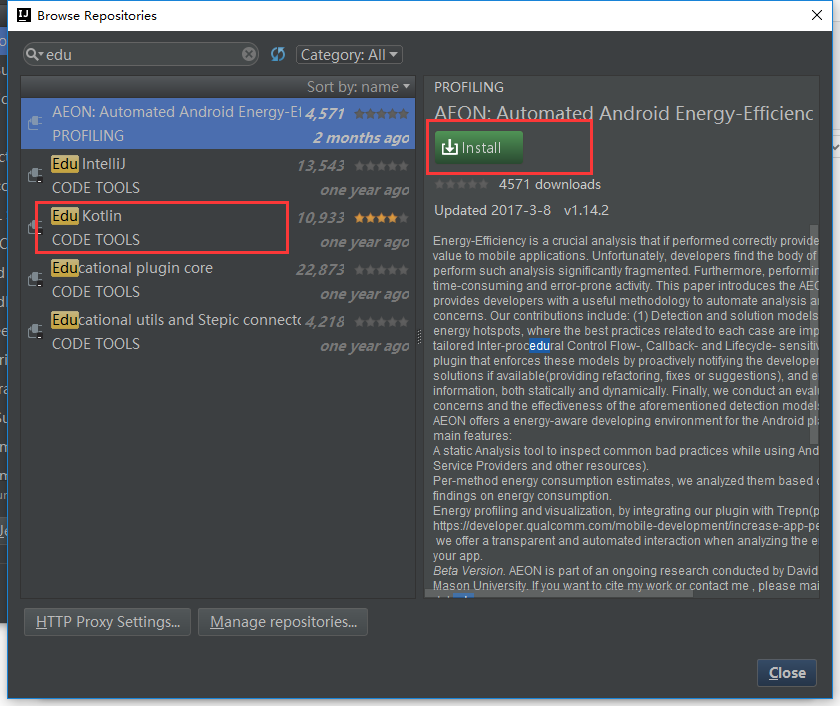 IJ Browse Repositories
edu
Category: All
Sort by: name
AEON: Automated Android Energy-Ef 4,571
PROFILING 2 months ago
Edu IntelliJ 13,543
CODE TOOLS one year ago
Edu Kotlin 10,933
CODE TOOLS one year ago
Educational plugin core 22,873
CODE TOOLS one year ago
Educational utils and Stepic connecto 4,218
CODE TOOLS one year ago
PROFILING
AEON: Automated Android Energy-Efficienc
Install
4571 downloads
Updated 2017-3-8 v1.14.2
Energy-Efficiency is a crucial analysis that if performed correctly provide
value to mobile applications. Unfortunately, developers find the body of
perform such analysis significantly fragmented. Furthermore, performin
time-consuming and error-prone activity. This paper introduces the AEO
provides developers with a useful methodology to automate analysis a
concerns. Our contributions include: (1) Detection and solution models
energy hotspots, where the best practices related to each case are imp
tailored Inter-procedural Control Flow-, Callback- and Lifecycle- sensitiv
plugin that enforces these models by proactively notifying the developer
solutions if available(providing refactoring, fixes or suggestions), and e
information, both statically and dynamically. Finally, we conduct an eval
concerns and the effectiveness of the aforementioned detection model
AEON offers a energy-aware developing environment for the Android pl
main features:
A static Analysis tool to inspect common bad practices while using And
Service Providers and other resources).
Per-method energy consumption estimates, we analyzed them based o
findings on energy consumption.
Energy profiling and visualization, by integrating our plugin with Trepn(p
https://developer.qualcomm.com/mobile-development/increase-app-pe
we offer a transparent and automated interaction when analyzing the e
your app.
Beta Version. AEON is part of an ongoing research conducted by David
Mason University. If you want to cite my work or contact me , please mai
HTTP Proxy Settings...
Manage repositories...
Close